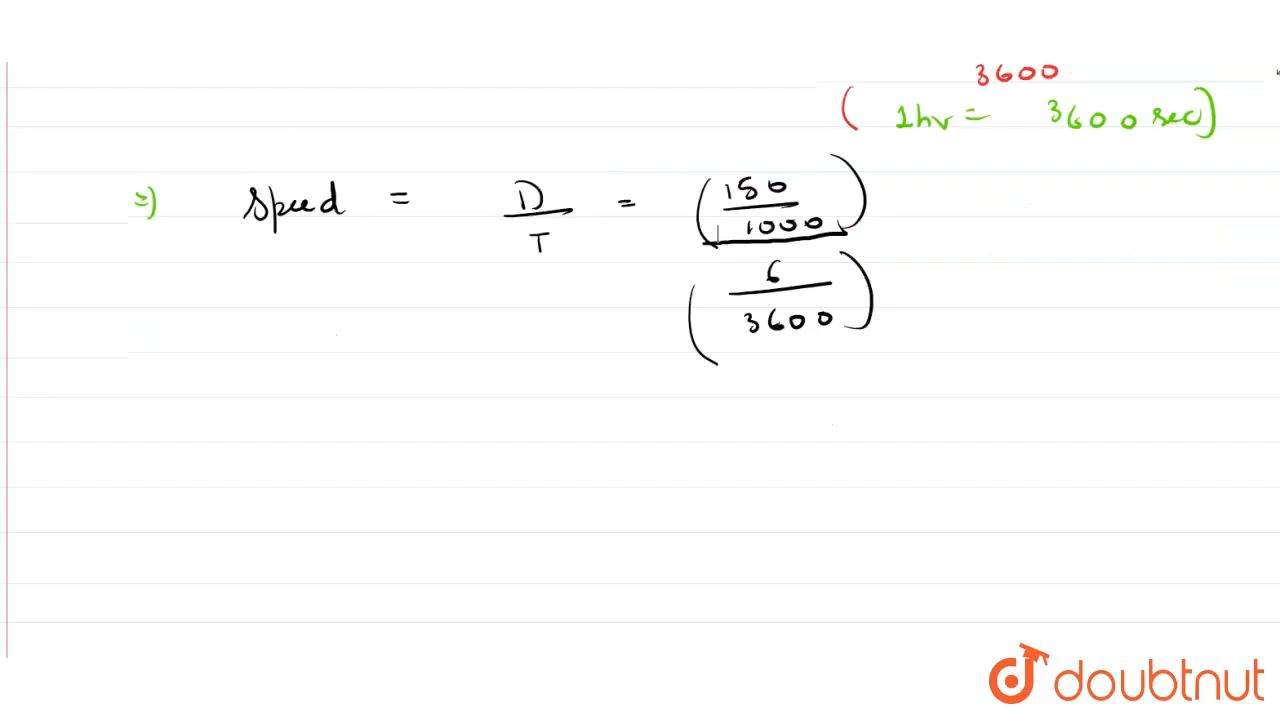 3600
( 1hr = 3600 sec)
=) Speed = D/T = (150/1000)/(6/3600)
doubtnut